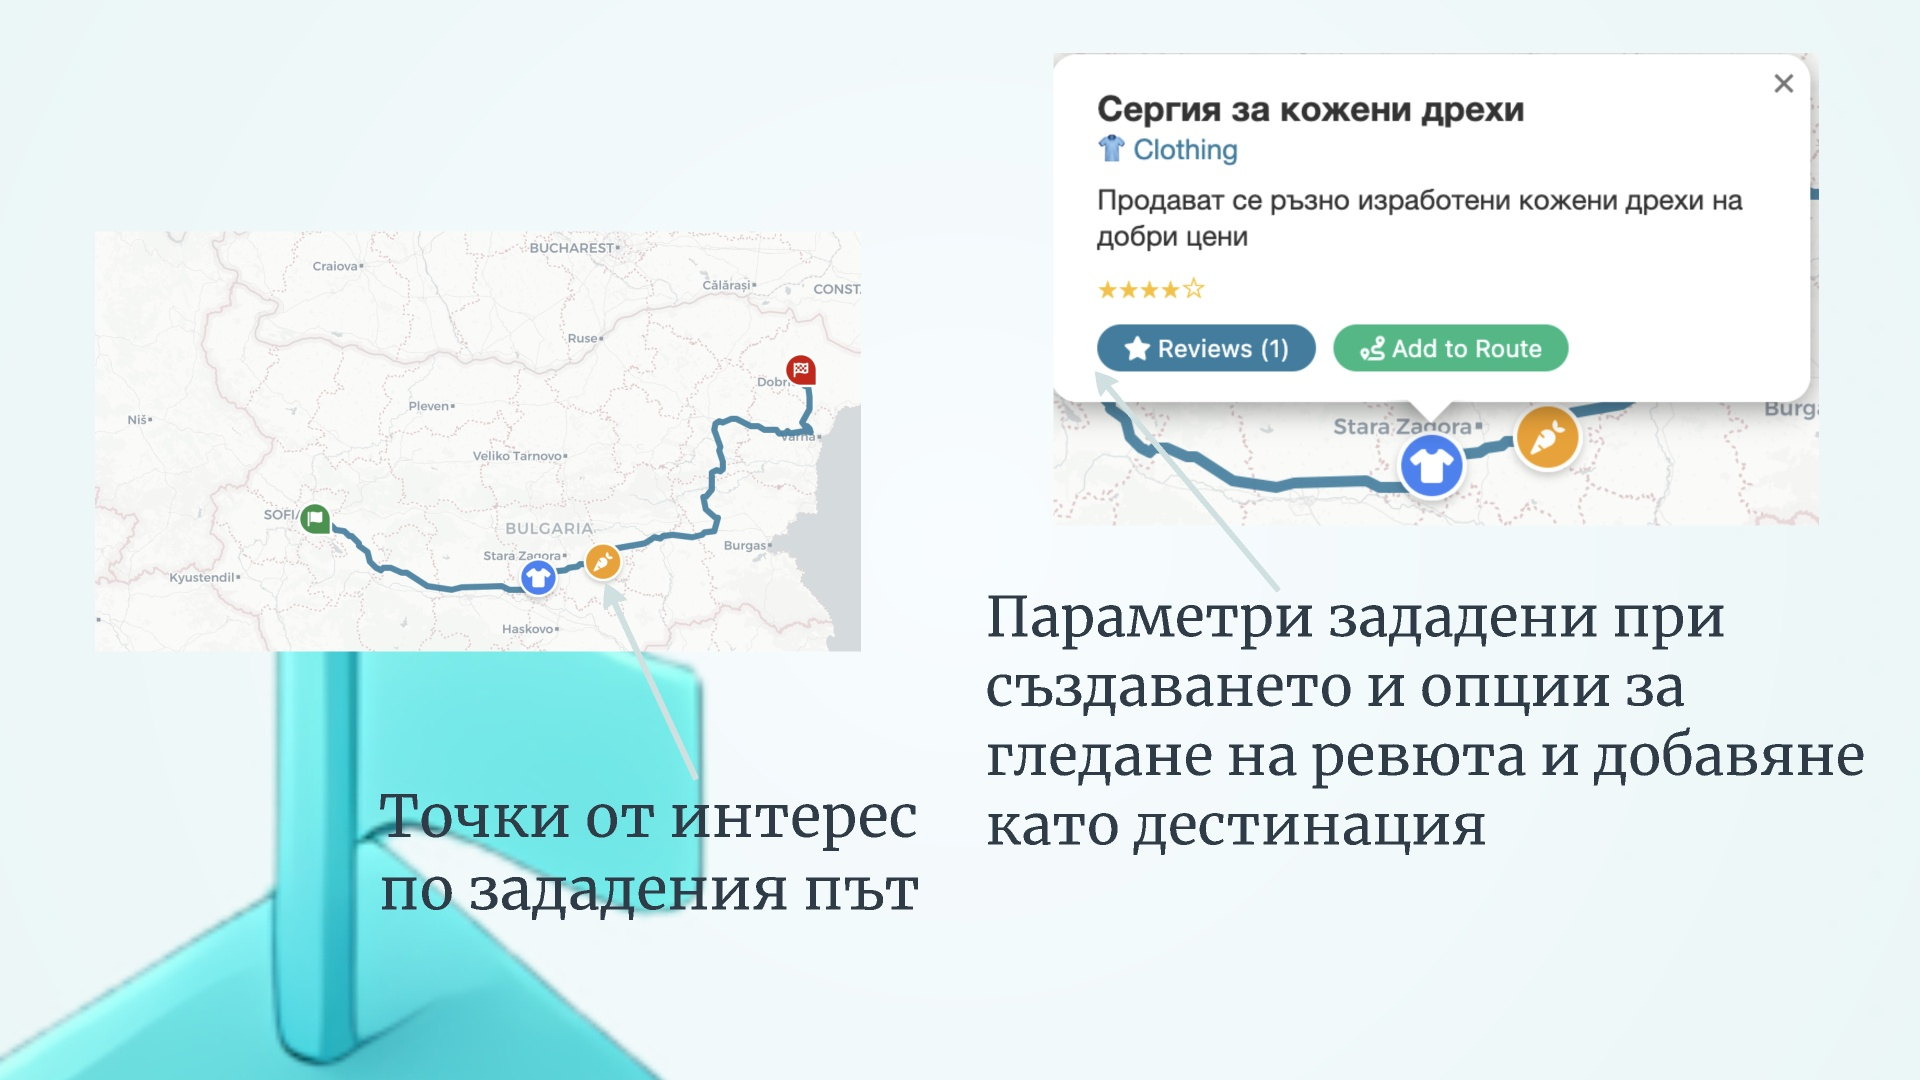 BUCHAREST
Craiova
Călărași
CONST
Ruse
Dobr
Pleven
Niš
Varna
Veliko Tarnovo
SOFIA
BULGARIA
Burgas
Stara Zagora
Kyustendil
Haskovo
Точки от интерес
по зададения път
Сергия за кожени дрехи
Clothing
Продават се ръзно изработени кожени дрехи на
добри цени
Reviews (1)
Add to Route
Burga
Stara Zagora
Параметри зададени при
създаването и опции за
гледане на ревюта и добавяне
като дестинация